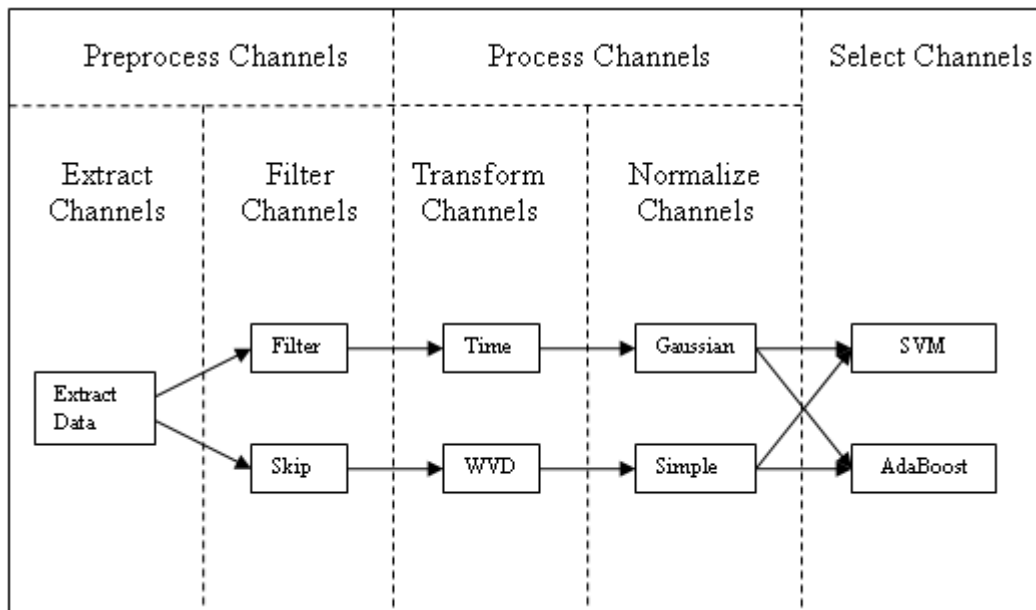 Preprocess Channels
Process Channels
Select Channels
Extract
Channels
Filter
Channels
Transform
Channels
Normalize
Channels
Filter
Time
Gaussian
SVM
Extract
Data
Skip
WVD
Simple
AdaBoost